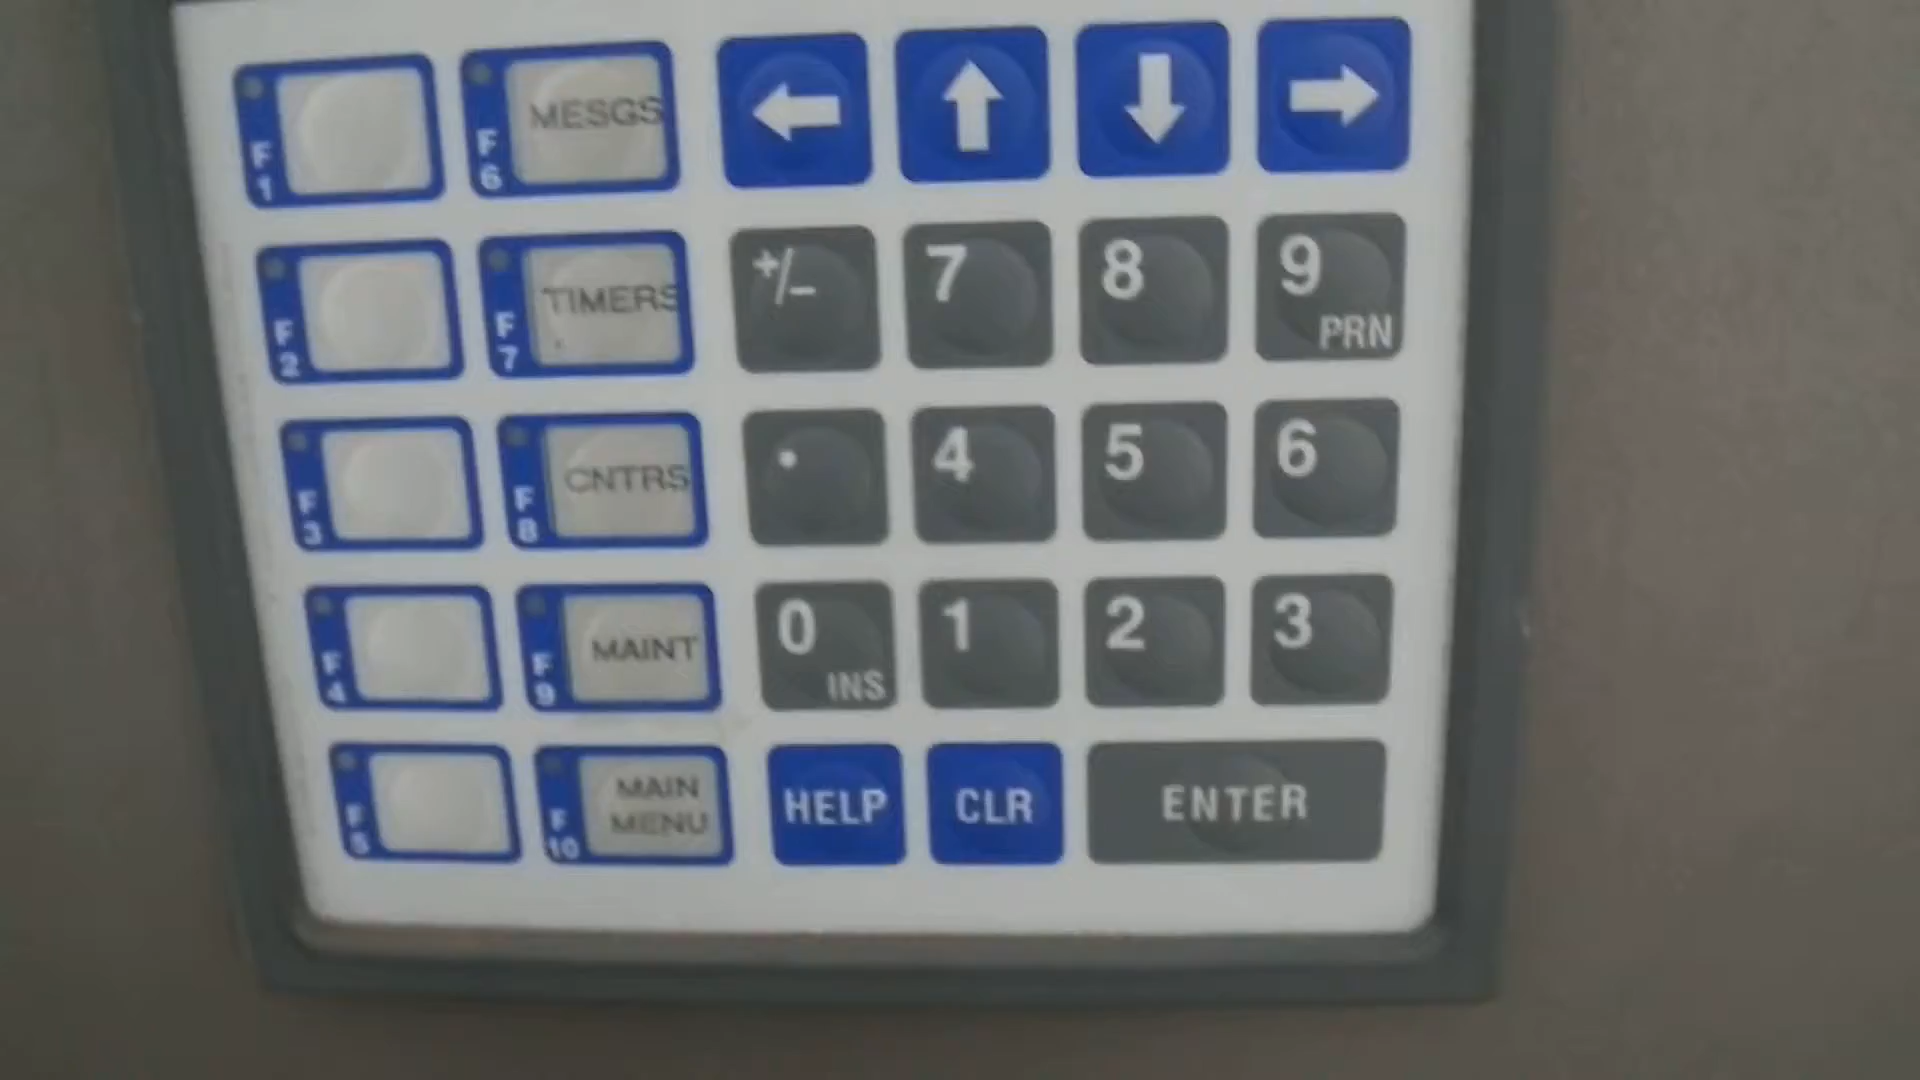 F1
F6 MESGS
F2
F7 TIMERS
+/- 7 8 9 PRN
F3
F8 CNTRS
. 4 5 6
F4
F9 MAINT
0 INS 1 2 3
F5
F10 MAIN
MENU
HELP CLR ENTER